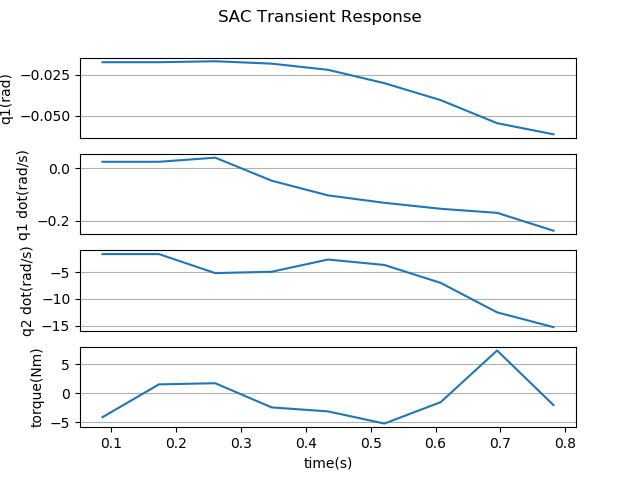 SAC Transient Response
q1(rad)
−0.025
−0.050
q1 dot(rad/s)
0.0
−0.2
q2 dot(rad/s)
−5
−10
−15
torque(Nm)
5
0
−5
0.1 0.2 0.3 0.4 0.5 0.6 0.7 0.8
time(s)